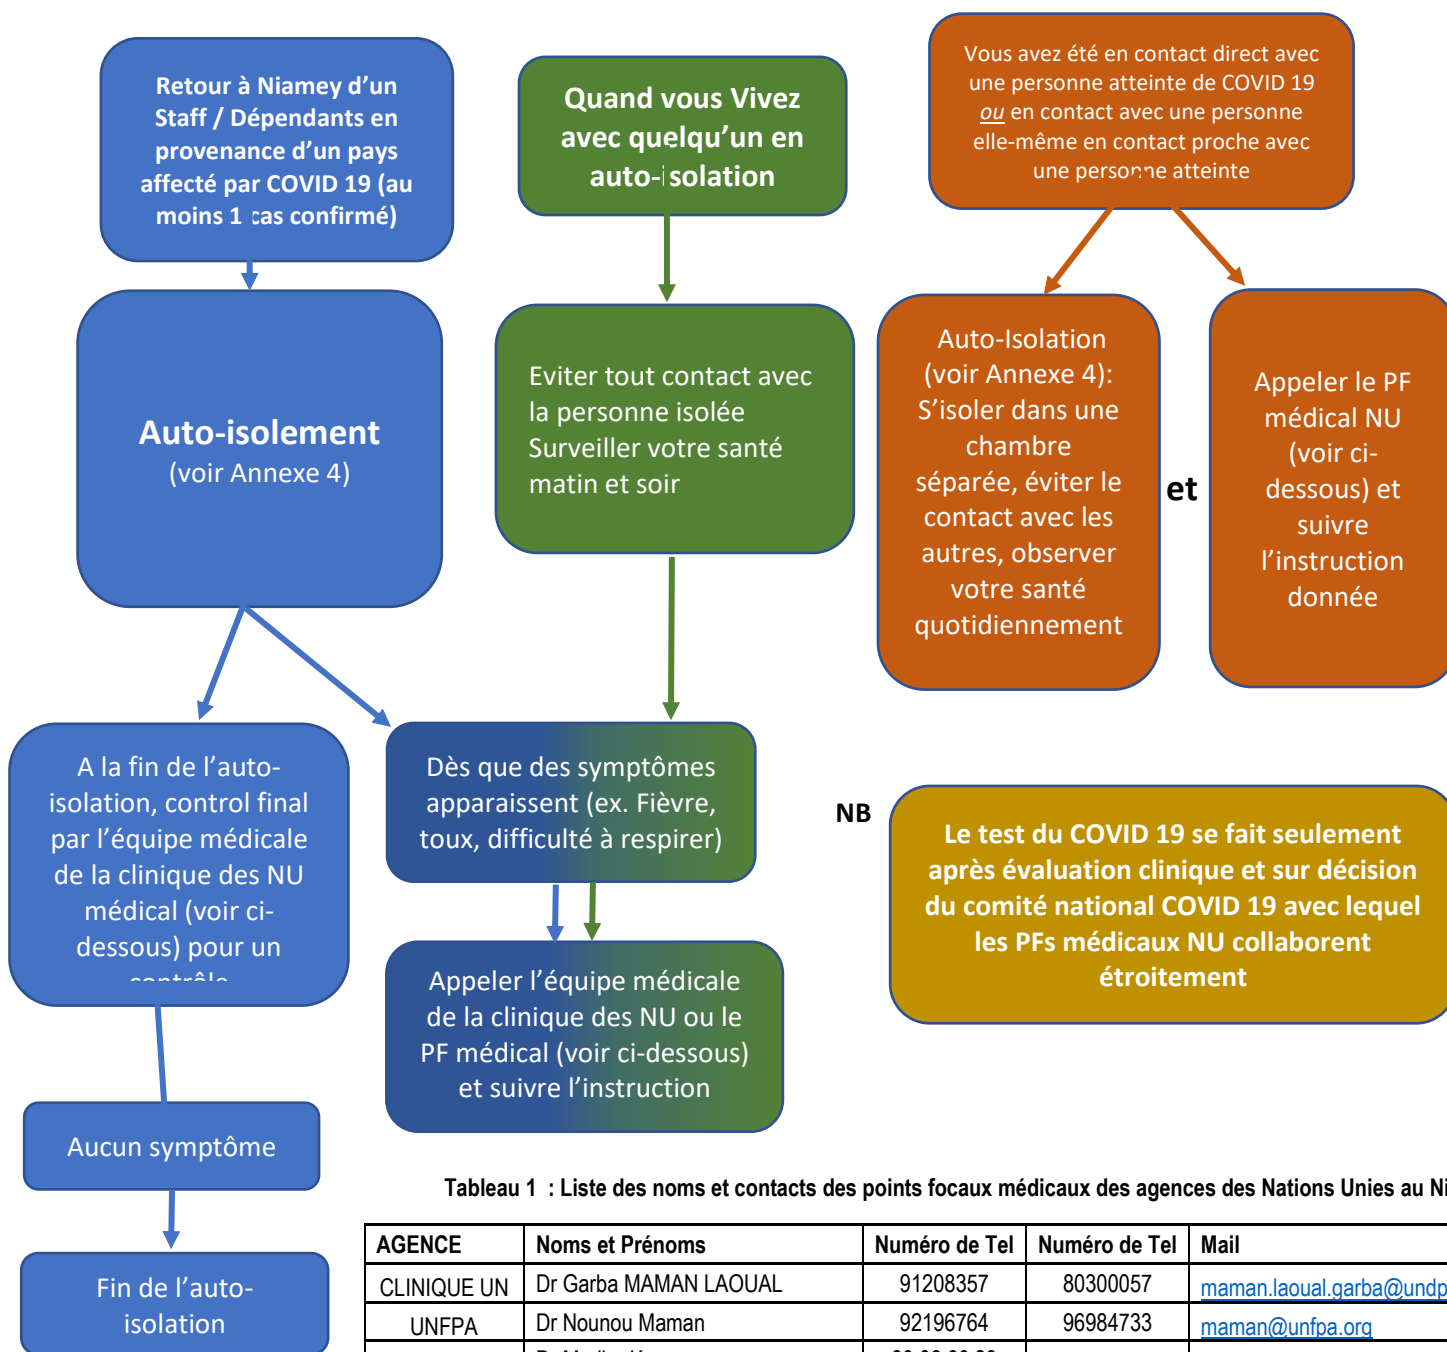 Retour à Niamey d'un
Staff / Dépendants en
provenance d'un pays
affecté par COVID 19 (au
moins 1 cas confirmé)
Quand vous Vivez
avec quelqu'un en
auto-isolation
Vous avez été en contact direct avec
une personne atteinte de COVID 19
ou en contact avec une personne
elle-même en contact proche avec
une personne atteinte
Auto-isolement
(voir Annexe 4)
Eviter tout contact avec
la personne isolée
Surveiller votre santé
matin et soir
Auto-Isolation
(voir Annexe 4):
S'isoler dans une
chambre
séparée, éviter le
contact avec les
autres, observer
votre santé
quotidiennement
et
Appeler le PF
médical NU
(voir ci-
dessous) et
suivre
l'instruction
donnée
A la fin de l'auto-
isolation, control final
par l'équipe médicale
de la clinique des NU
médical (voir ci-
dessous) pour un
contrôle
Dès que des symptômes
apparaissent (ex. Fièvre,
toux, difficulté à respirer)
NB
Le test du COVID 19 se fait seulement
après évaluation clinique et sur décision
du comité national COVID 19 avec lequel
les PFs médicaux NU collaborent
étroitement
Appeler l'équipe médicale
de la clinique des NU ou le
PF médical (voir ci-dessous)
et suivre l'instruction
Aucun symptôme
Fin de l'auto-
isolation
Tableau 1 : Liste des noms et contacts des points focaux médicaux des agences des Nations Unies au Ni
AGENCE Noms et Prénoms Numéro de Tel Numéro de Tel Mail
CLINIQUE UN Dr Garba MAMAN LAOUAL 91208357 80300057 maman.laoual.garba@undp
UNFPA Dr Nounou Maman 92196764 96984733 maman@unfpa.org